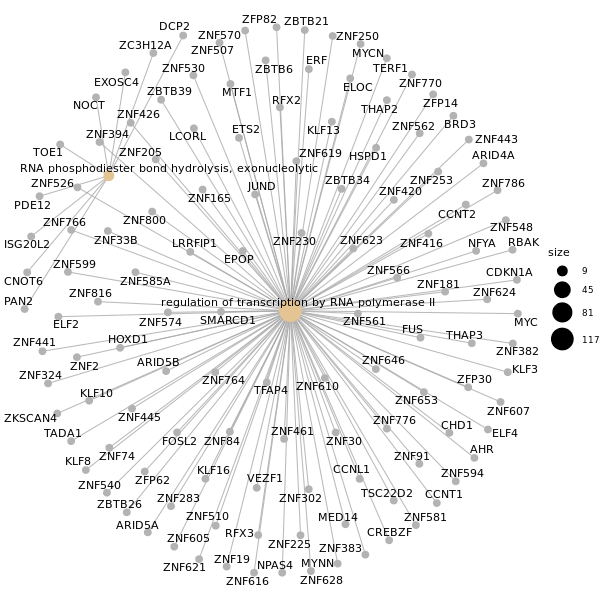 ZFP82 ZBTB21
DCP2
ZNF570 ZNF250
ZC3H12A ZNF507 MYCN
ERF
ZNF530 ZBTB6 TERF1
EXOSC4 ELOC ZNF770
ZBTB39 MTF1 RFX2
NOCT THAP2 ZFP14
ZNF426 BRD3
ZNF394 LCORL ETS2 KLF13 ZNF562
ZNF443
TOE1 ZNF205 ZNF619 HSPD1 ARID4A
RNA phosphodiester bond hydrolysis, exonucleolytic
ZNF526 JUND ZBTB34 ZNF253 ZNF786
ZNF165 ZNF420
PDE12
ZNF766 ZNF800 CCNT2
ZNF548
ISG20L2 ZNF33B LRRFIP1 ZNF230 ZNF623 ZNF416 NFYA RBAK
EPOP
ZNF599 ZNF566 CDKN1A
CNOT6 ZNF585A ZNF181
PAN2 ZNF816 ZNF624
regulation of transcription by RNA polymerase II
ELF2 ZNF574 SMARCD1 ZNF561 MYC
FUS THAP3
ZNF441 HOXD1 ZNF382
ZNF2 ARID5B ZNF646 KLF3
ZNF324 ZNF764 ZNF610 ZFP30
KLF10 TFAP4 ZNF653
ZKSCAN4 ZNF445 ZNF776 ZNF607
TADA1 FOSL2 ZNF84 ZNF461 ZNF30 CHD1 ELF4
KLF8 ZNF74 ZNF91 AHR
KLF16 CCNL1
ZNF540 ZFP62 VEZF1 ZNF594
ZNF283 ZNF302 TSC22D2 CCNT1
ZBTB26
ARID5A ZNF510 MED14 ZNF581
ZNF605 RFX3 ZNF225 CREBZF
ZNF383
ZNF621 ZNF19 NPAS4 MYNN
ZNF616 ZNF628
size
9
45
81
117